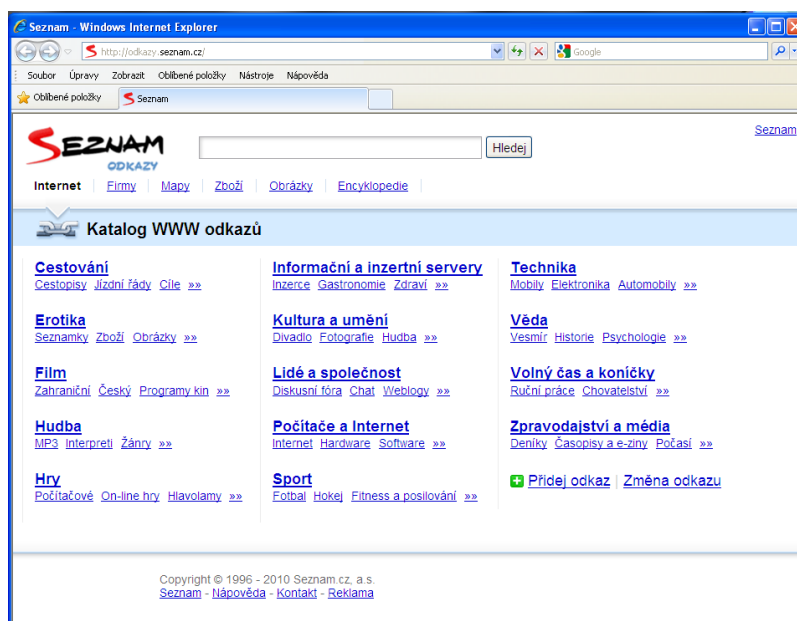 Seznam - Windows Internet Explorer
http://odkazy.seznam.cz/
Google
Soubor Úpravy Zobrazit Oblíbené položky Nástroje Nápověda
Oblíbené položky Seznam
Seznam
SEZNAM
ODKAZY
Hledej
Internet Firmy Mapy Zboží Obrázky Encyklopedie
Katalog WWW odkazů
Cestování
Cestopisy Jízdní řády Cíle »»
Erotika
Seznamky Zboží Obrázky »»
Film
Zahraniční Český Programy kin »»
Hudba
MP3 Interpreti Žánry »»
Hry
Počítačové On-line hry Hlavolamy »»
Informační a inzertní servery
Inzerce Gastronomie Zdraví »»
Kultura a umění
Divadlo Fotografie Hudba »»
Lidé a společnost
Diskusní fóra Chat Weblogy »»
Počítače a Internet
Internet Hardware Software »»
Sport
Fotbal Hokej Fitness a posilování »»
Technika
Mobily Elektronika Automobily »»
Věda
Vesmír Historie Psychologie »»
Volný čas a koníčky
Ruční práce Chovatelství »»
Zpravodajství a média
Deníky Časopisy a e-ziny Počasí »»
Přidej odkaz | Změna odkazu
Copyright © 1996 - 2010 Seznam.cz, a.s.
Seznam - Nápověda - Kontakt - Reklama